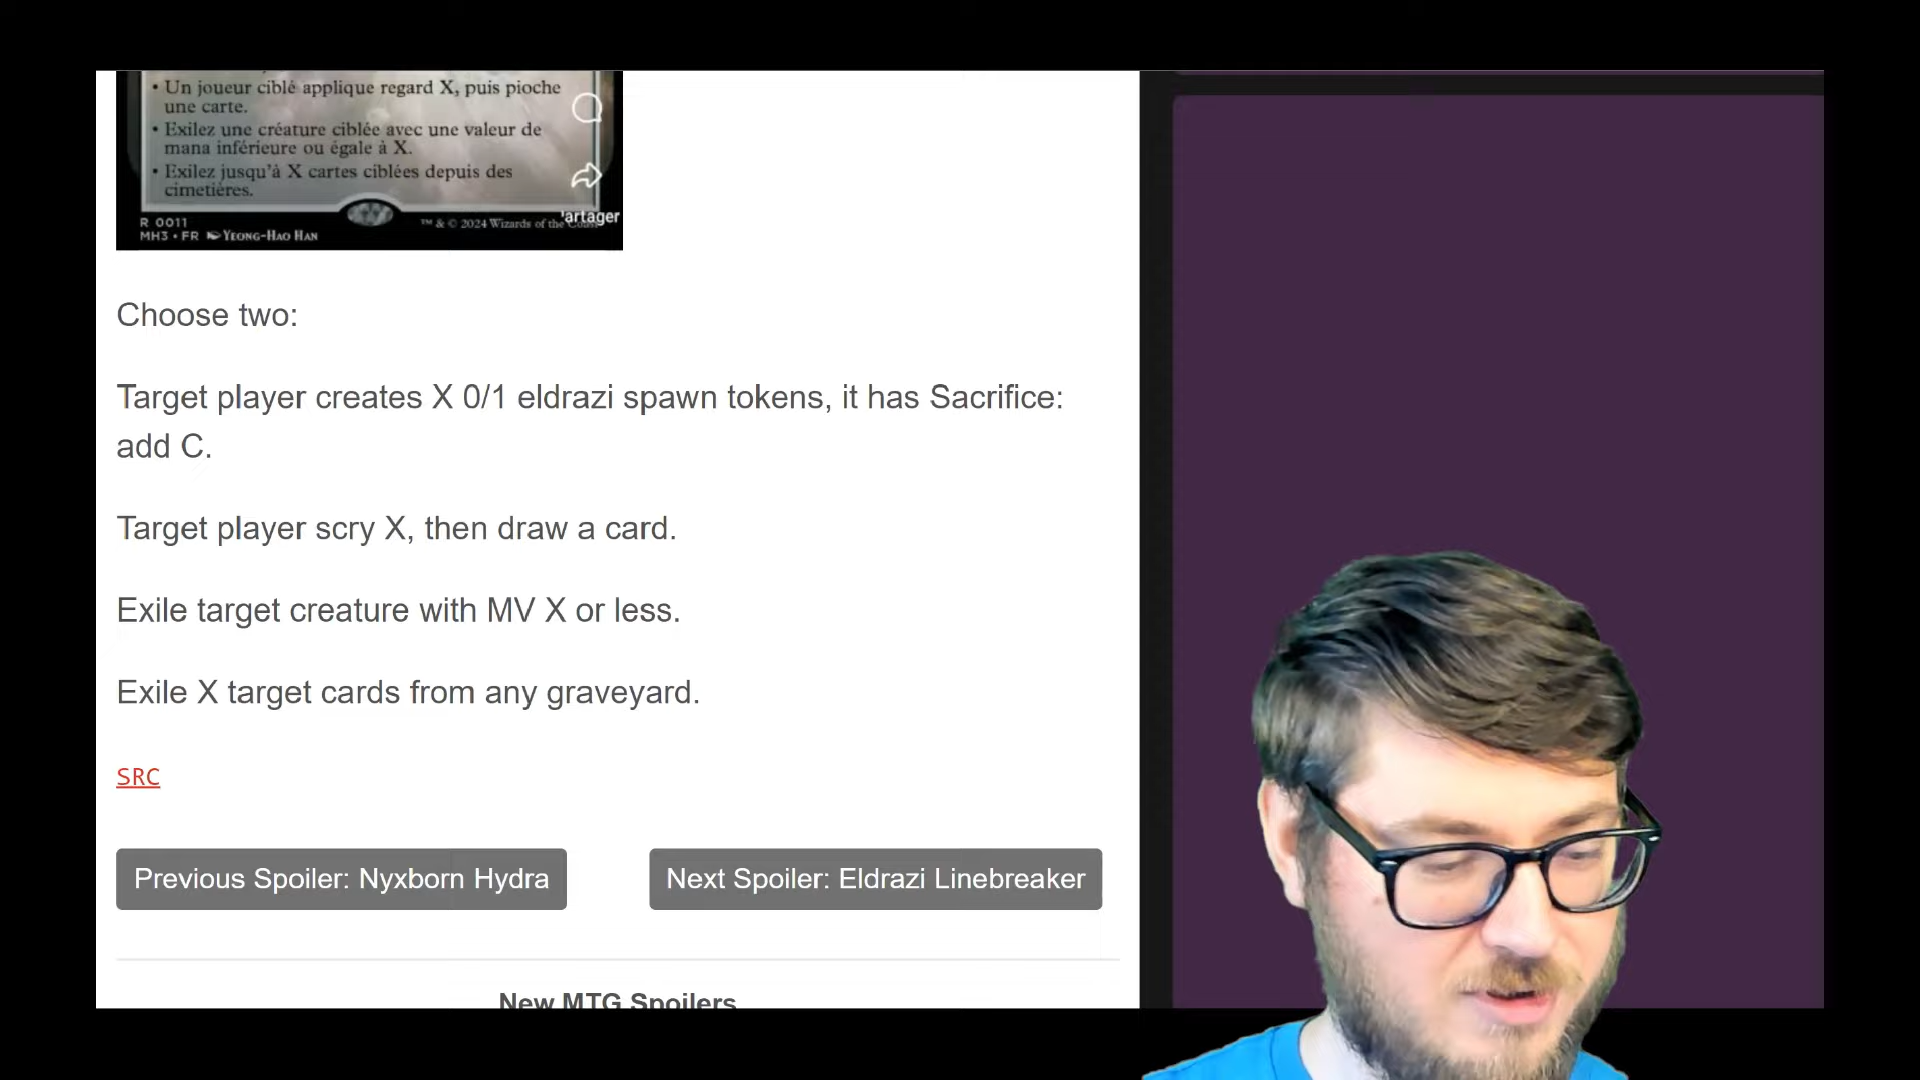 • Un joueur ciblé applique regard X, puis pioche
une carte.
• Exilez une créature ciblée avec une valeur de
mana inférieure ou égale à X.
• Exilez jusqu'à X cartes ciblées depuis des
cimetières.
R 0011
MH3 • FR YEONG-HAO HAN
™ & © 2024 Wizards of the Coast
'artager
Choose two:
Target player creates X 0/1 eldrazi spawn tokens, it has Sacrifice:
add C.
Target player scry X, then draw a card.
Exile target creature with MV X or less.
Exile X target cards from any graveyard.
SRC
Previous Spoiler: Nyxborn Hydra
Next Spoiler: Eldrazi Linebreaker
New MTG Spoilers